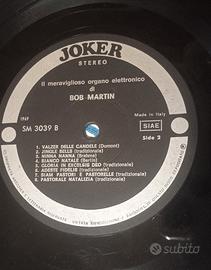 JOKER
STEREO
Il meraviglioso organo elettronico
di
BOB MARTIN
1969
Made in Italy
SM 3039 B
SIAE
Side 2
1. VALZER DELLE CANDELE (Dumont)
2. JINGLE BELLS (tradizionale)
3. NINNA NANNA (Brahms)
4. BIANCO NATALE (Berlin)
5. GLORIA IN EXCELSIS DEO (tradizionale)
6. ADESTE FIDELIS (tradizionale)
7. SIAM PASTORI E PASTORELLE (tradizionale)
8. PASTORALE NATALIZIA (tradizionale)
subito